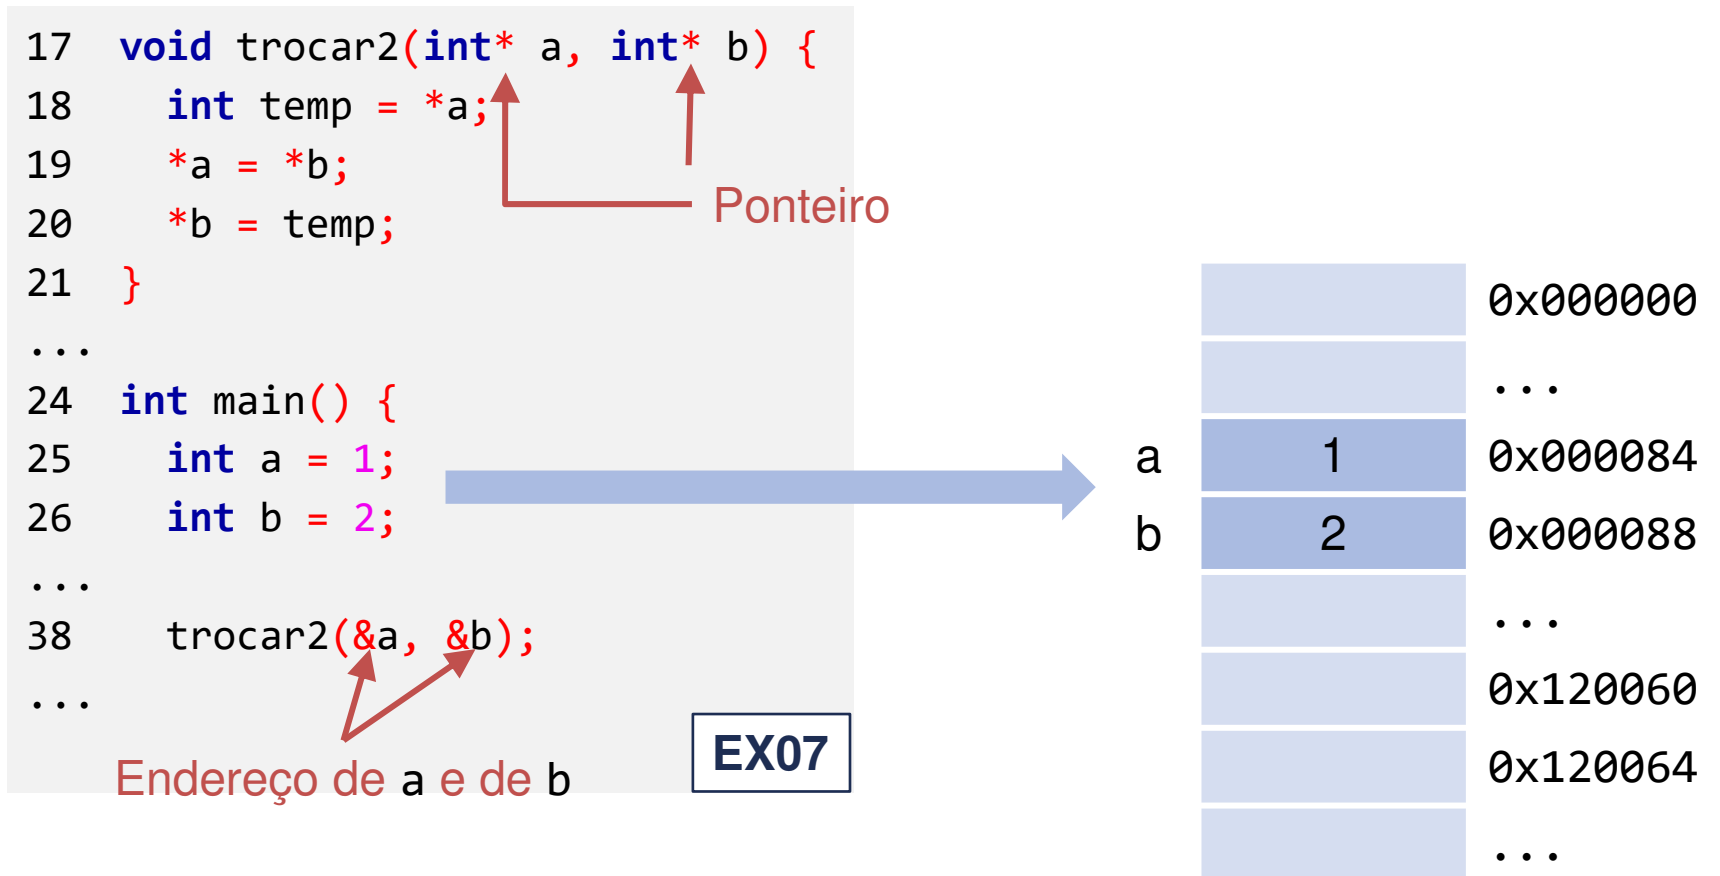 17 void trocar2(int* a, int* b) {
18 int temp = *a;
19 *a = *b;
Ponteiro
20 *b = temp;
21 }
...
24 int main() {
25 int a = 1;
26 int b = 2;
...
38 trocar2(&a, &b);
...
Endereço de a e de b
EX07
0x000000
...
a 1 0x000084
b 2 0x000088
...
0x120060
0x120064
...